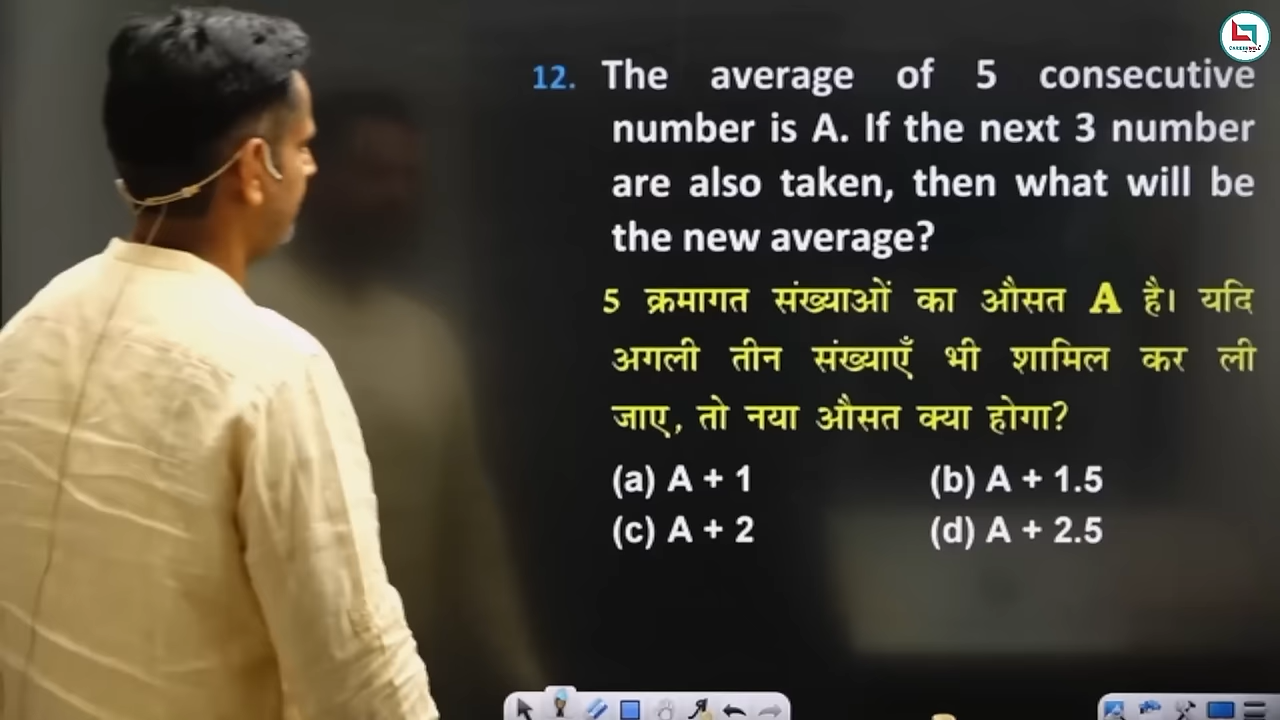 CAREERWILL
12. The average of 5 consecutive
number is A. If the next 3 number
are also taken, then what will be
the new average?
5 क्रमागत संख्याओं का औसत A है। यदि
अगली तीन संख्याएँ भी शामिल कर ली
जाए, तो नया औसत क्या होगा?
(a) A + 1 (b) A + 1.5
(c) A + 2 (d) A + 2.5